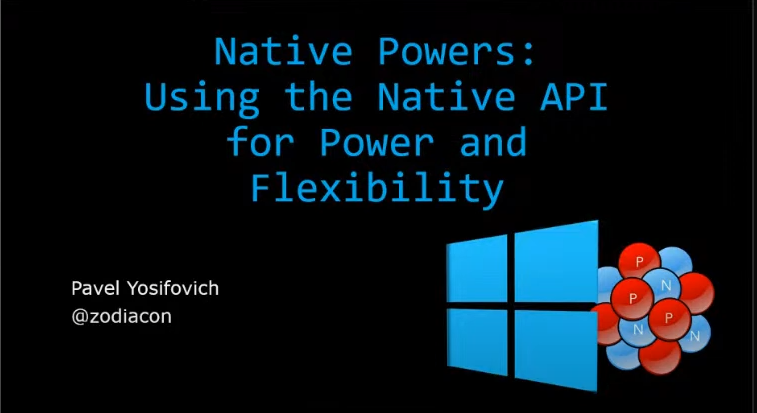 Native Powers:
Using the Native API
for Power and
Flexibility
Pavel Yosifovich
@zodiacon
P
N
P
P
N
N